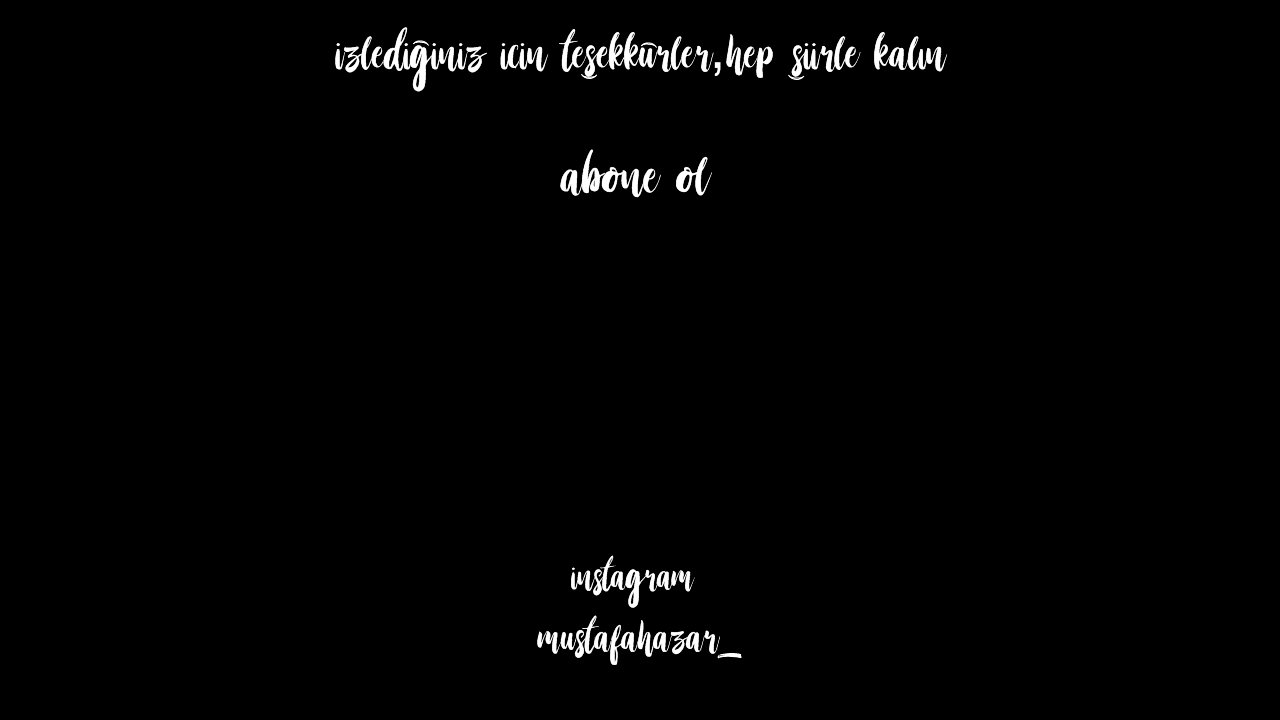 izlediğiniz icin teşekkürler,hep şiirle kalın
abone ol
instagram
mustafahazar_